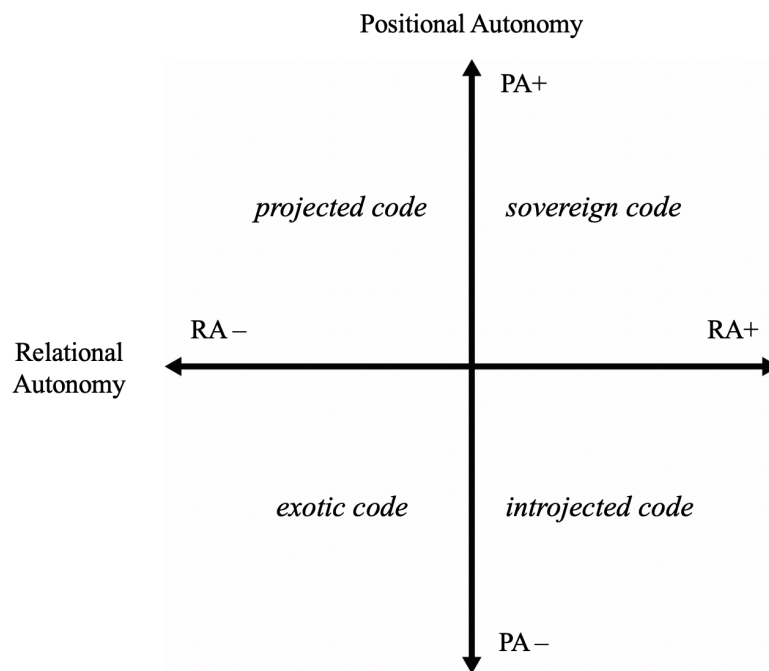 Positional Autonomy
PA+
projected code
sovereign code
RA –
RA+
Relational
Autonomy
exotic code
introjected code
PA –